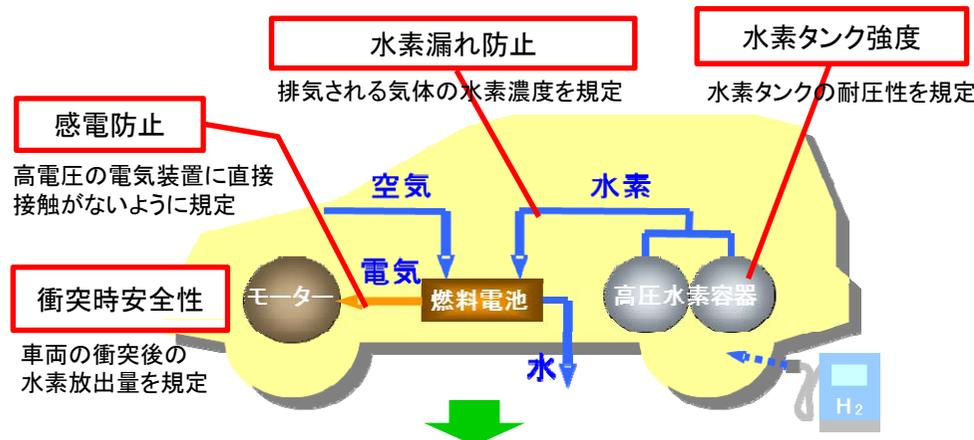 水素漏れ防止
排気される気体の水素濃度を規定
水素タンク強度
水素タンクの耐圧性を規定
感電防止
高電圧の電気装置に直接
接触がないように規定
空気
水素
電気
衝突時安全性
車両の衝突後の
水素放出量を規定
モーター
燃料電池
高圧水素容器
水
H2